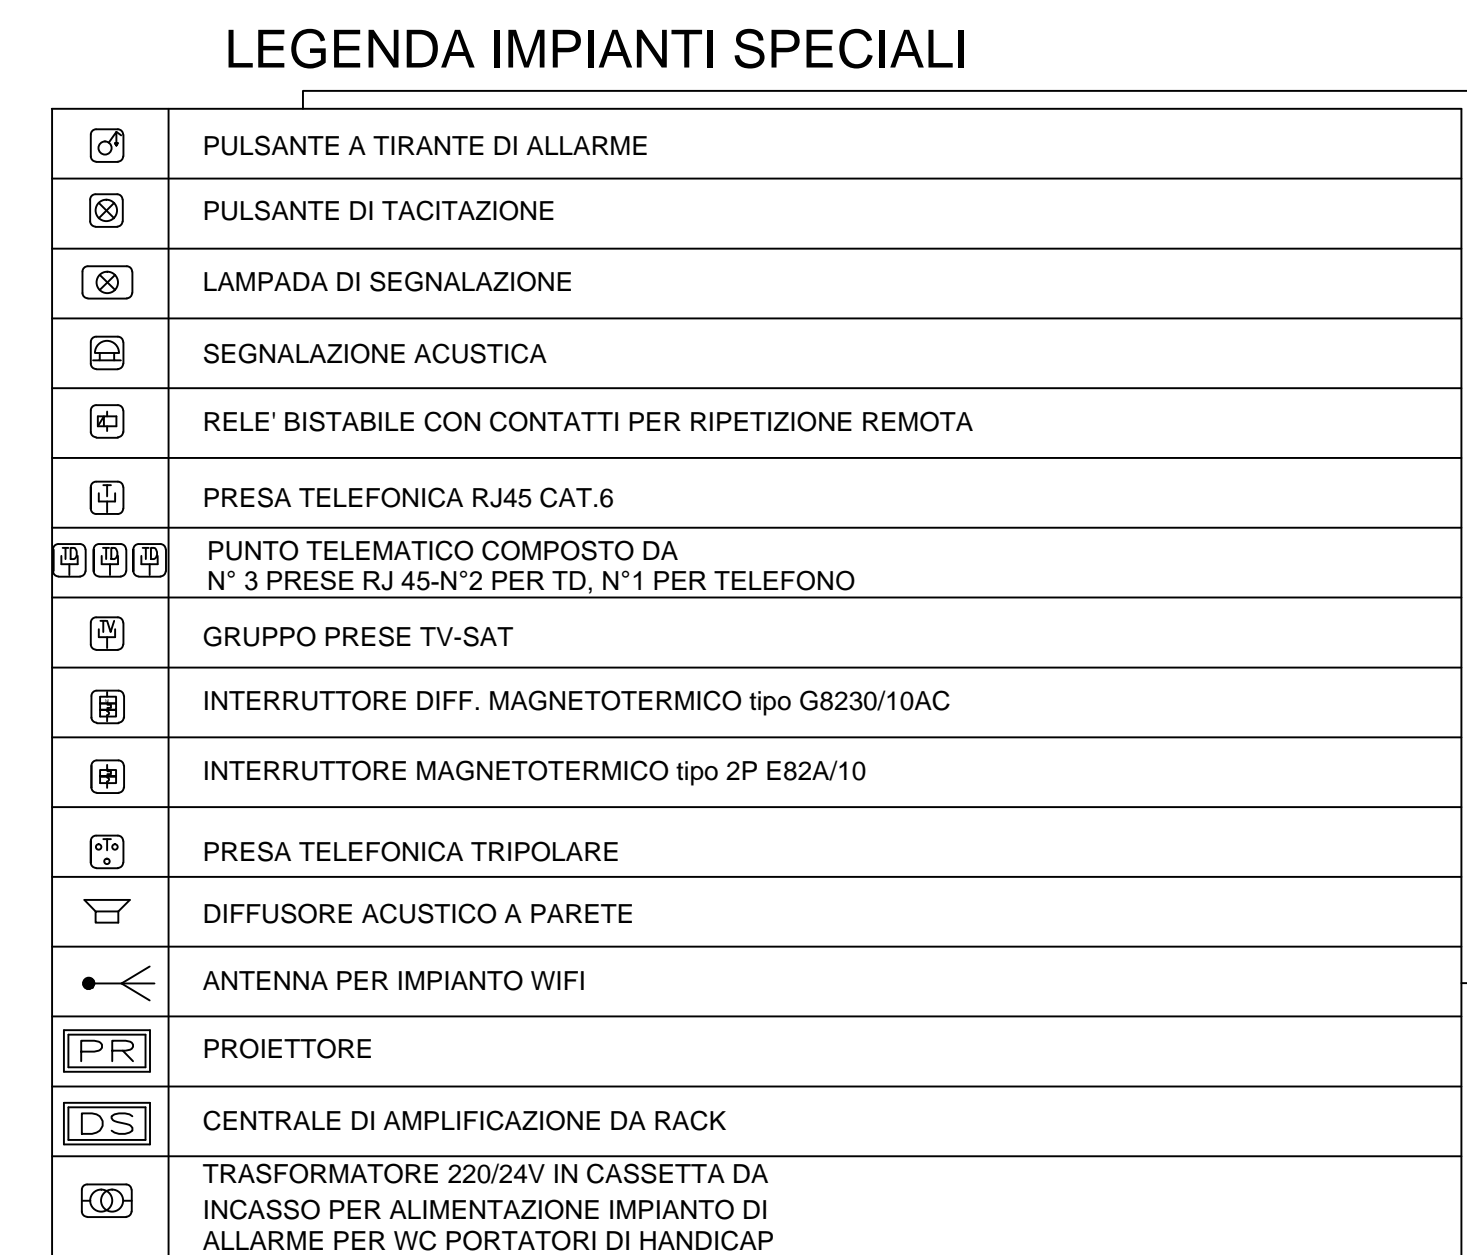 LEGENDA IMPIANTI SPECIALI
PULSANTE A TIRANTE DI ALLARME
PULSANTE DI TACITAZIONE
LAMPADA DI SEGNALAZIONE
SEGNALAZIONE ACUSTICA
RELE' BISTABILE CON CONTATTI PER RIPETIZIONE REMOTA
T PRESA TELEFONICA RJ45 CAT.6
TD TD TD PUNTO TELEMATICO COMPOSTO DA
N° 3 PRESE RJ 45-N°2 PER TD, N°1 PER TELEFONO
TV GRUPPO PRESE TV-SAT
INTERRUTTORE DIFF. MAGNETOTERMICO tipo G8230/10AC
INTERRUTTORE MAGNETOTERMICO tipo 2P E82A/10
T PRESA TELEFONICA TRIPOLARE
DIFFUSORE ACUSTICO A PARETE
ANTENNA PER IMPIANTO WIFI
PR PROIETTORE
DS CENTRALE DI AMPLIFICAZIONE DA RACK
TRASFORMATORE 220/24V IN CASSETTA DA
INCASSO PER ALIMENTAZIONE IMPIANTO DI
ALLARME PER WC PORTATORI DI HANDICAP